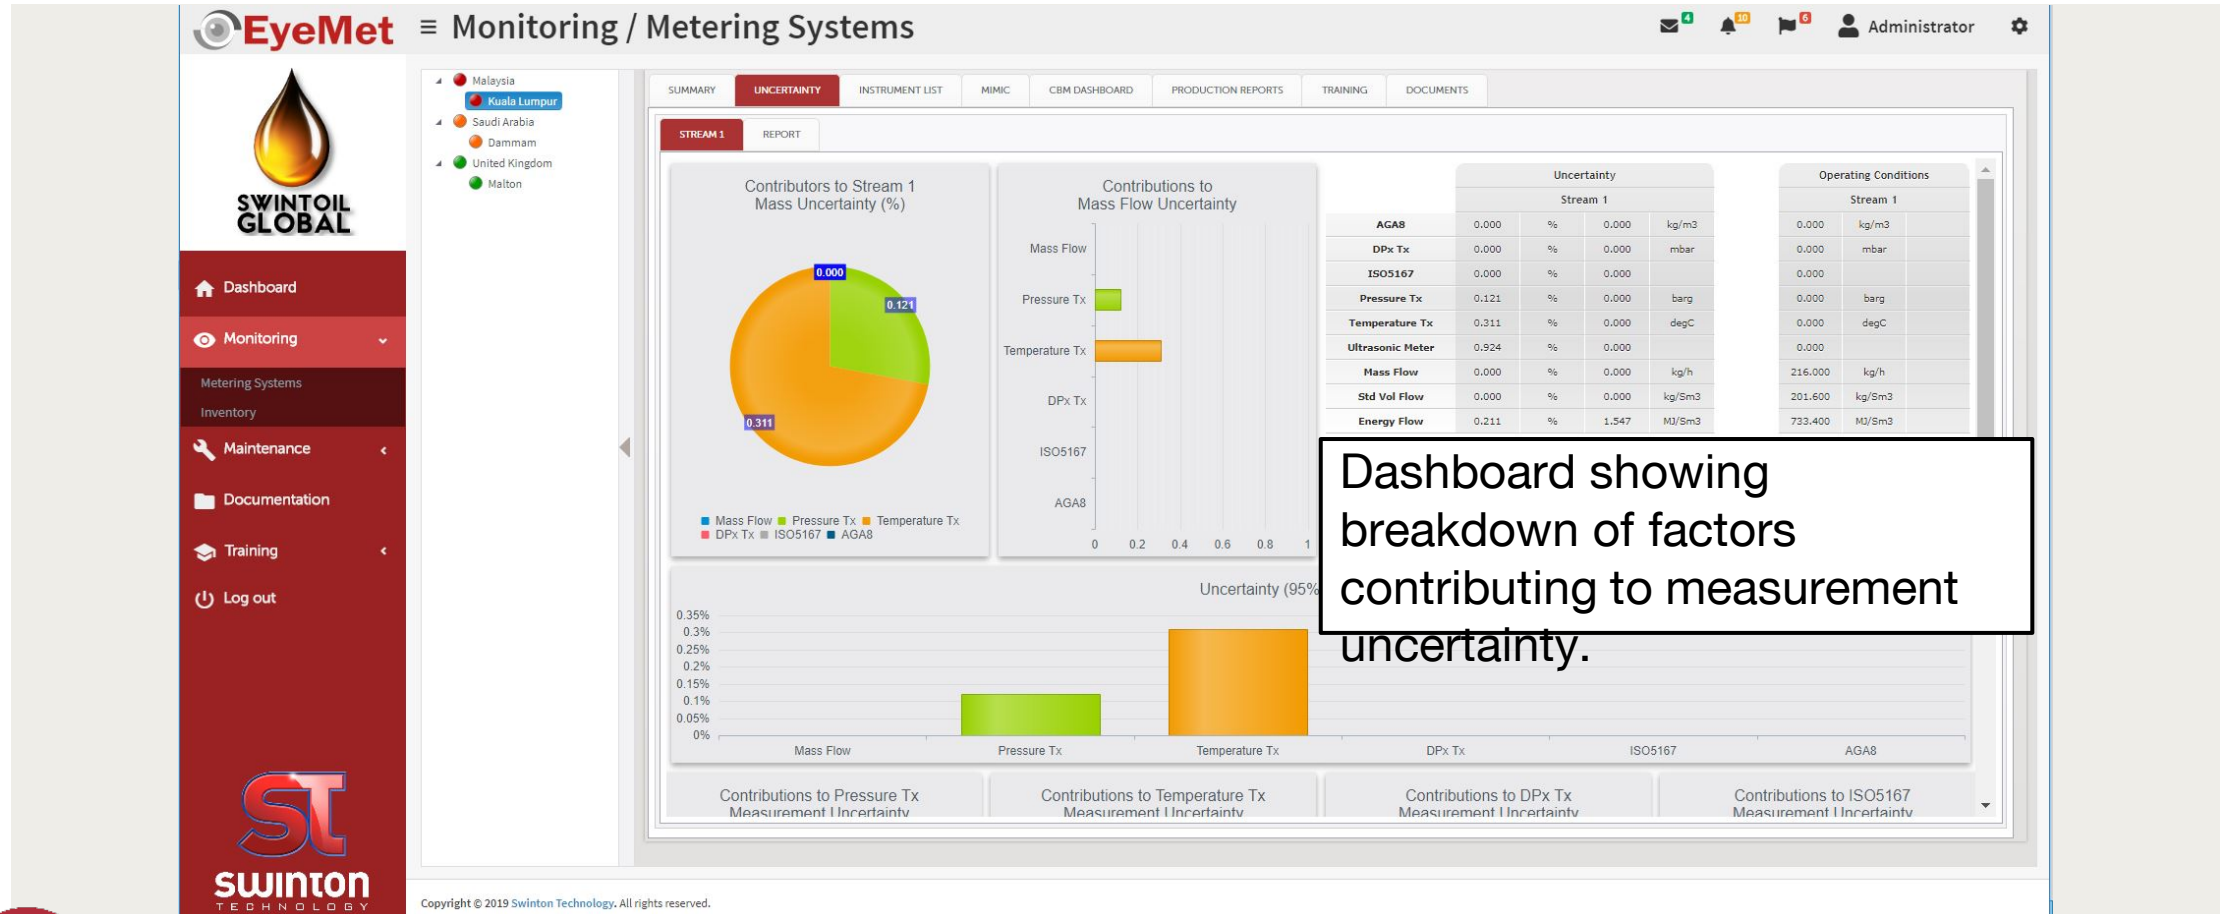 EyeMet
≡ Monitoring / Metering Systems
4
10
6
Administrator
SWINTOIL
GLOBAL
Dashboard
Monitoring
Metering Systems
Inventory
Maintenance
Documentation
Training
Log out
ST
swinton
TECHNOLOGY
Malaysia
Kuala Lumpur
Saudi Arabia
Dammam
United Kingdom
Malton
SUMMARY UNCERTAINTY INSTRUMENT LIST MIMIC CBM DASHBOARD PRODUCTION REPORTS TRAINING DOCUMENTS
STREAM 1 REPORT
Contributors to Stream 1
Mass Uncertainty (%)
0.000
0.121
0.311
Mass Flow Pressure Tx Temperature Tx
DPx Tx ISO5167 AGA8
Contributions to
Mass Flow Uncertainty
Mass Flow
Pressure Tx
Temperature Tx
DPx Tx
ISO5167
AGA8
0 0.2 0.4 0.6 0.8 1
Uncertainty Operating Conditions
Stream 1 Stream 1
AGA8 0.000 % 0.000 kg/m3 0.000 kg/m3
DPx Tx 0.000 % 0.000 mbar 0.000 mbar
ISO5167 0.000 % 0.000 0.000
Pressure Tx 0.121 % 0.000 barg 0.000 barg
Temperature Tx 0.311 % 0.000 degC 0.000 degC
Ultrasonic Meter 0.924 % 0.000 0.000
Mass Flow 0.000 % 0.000 kg/h 216.000 kg/h
Std Vol Flow 0.000 % 0.000 kg/Sm3 201.600 kg/Sm3
Energy Flow 0.211 % 1.547 MJ/Sm3 733.400 MJ/Sm3
Dashboard showing
breakdown of factors
contributing to measurement
uncertainty.
Uncertainty (95%
0.35%
0.3%
0.25%
0.2%
0.15%
0.1%
0.05%
0%
Mass Flow Pressure Tx Temperature Tx DPx Tx ISO5167 AGA8
Contributions to Pressure Tx
Measurement Uncertainty
Contributions to Temperature Tx
Measurement Uncertainty
Contributions to DPx Tx
Measurement Uncertainty
Contributions to ISO5167
Measurement Uncertainty
Copyright © 2019 Swinton Technology. All rights reserved.